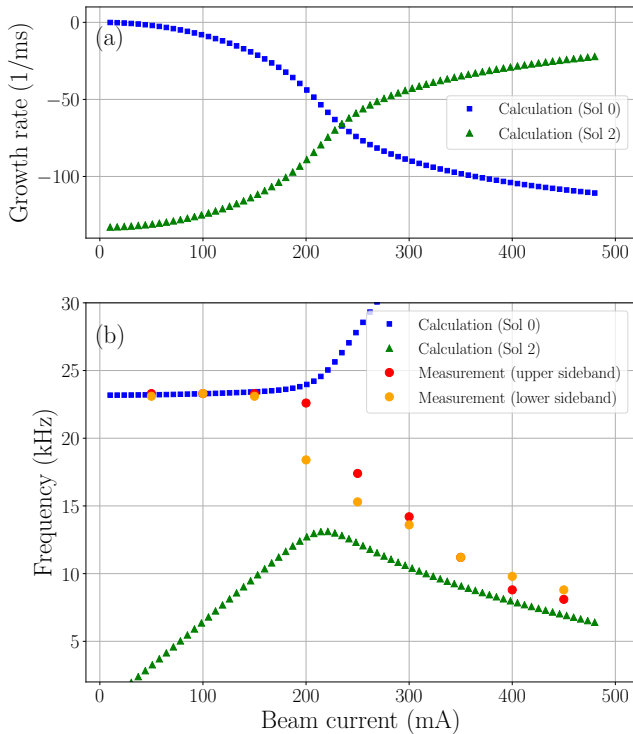 (a)
Growth rate (1/ms)
0
−50
−100
Calculation (Sol 0)
Calculation (Sol 2)
0
100
200
300
400
500
(b)
Frequency (kHz)
30
25
20
15
10
5
Calculation (Sol 0)
Calculation (Sol 2)
Measurement (upper sideband)
Measurement (lower sideband)
0
100
200
300
400
500
Beam current (mA)